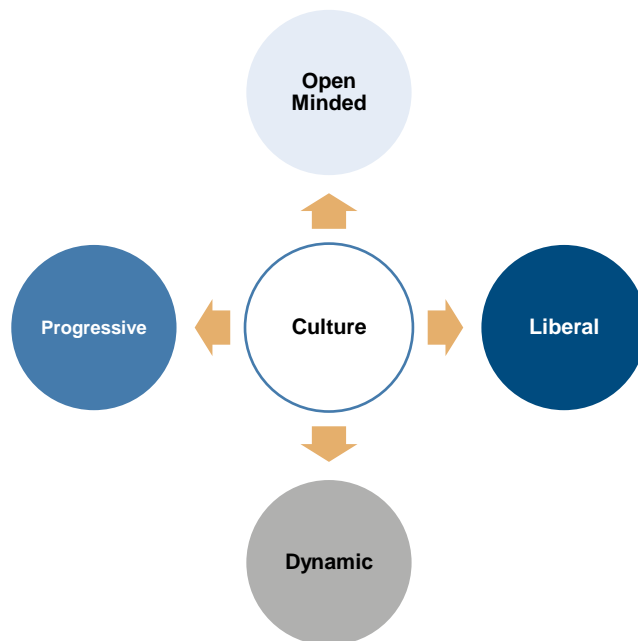 Open
Minded
Progressive
Culture
Liberal
Dynamic